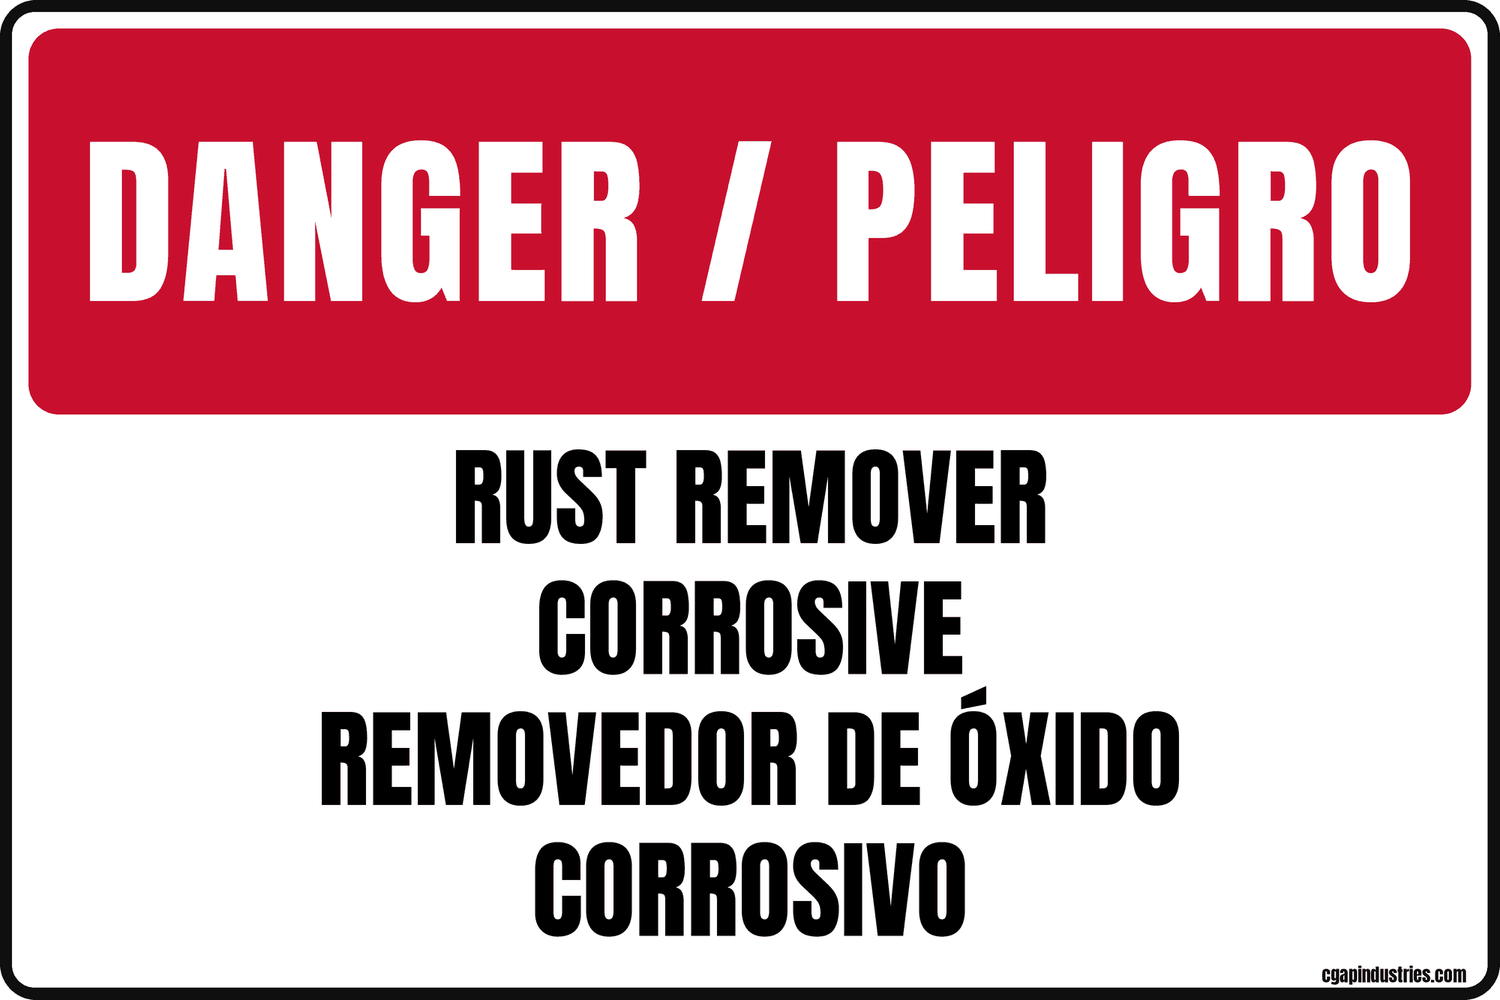 DANGER / PELIGRO
RUST REMOVER
CORROSIVE
REMOVEDOR DE ÓXIDO
CORROSIVO
cgapindustries.com